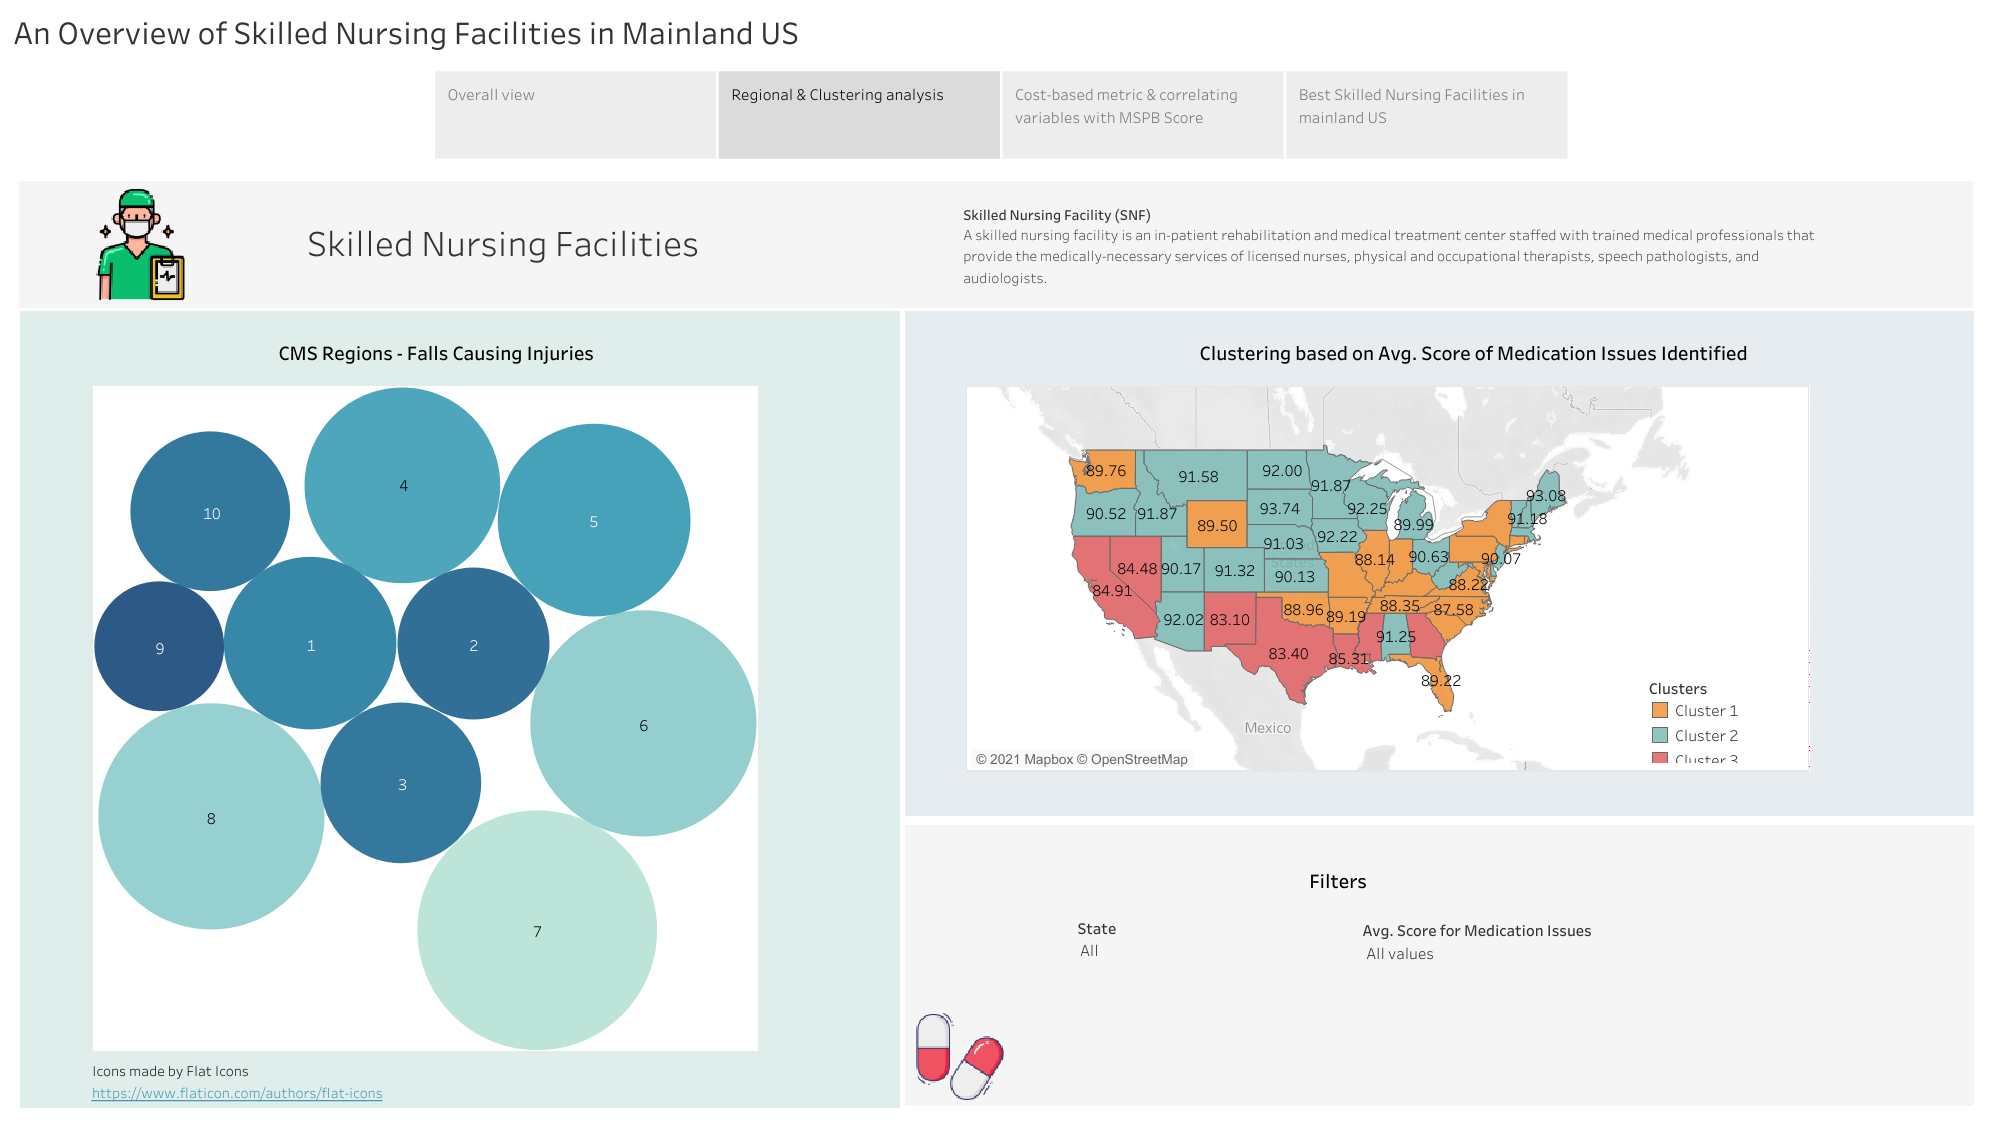 An Overview of Skilled Nursing Facilities in Mainland US
Overall view
Regional & Clustering analysis
Cost-based metric & correlating
variables with MSPB Score
Best Skilled Nursing Facilities in
mainland US
Skilled Nursing Facilities
Skilled Nursing Facility (SNF)
A skilled nursing facility is an in-patient rehabilitation and medical treatment center staffed with trained medical professionals that
provide the medically-necessary services of licensed nurses, physical and occupational therapists, speech pathologists, and
audiologists.
CMS Regions - Falls Causing Injuries
4
10
5
1
2
9
6
3
8
7
Icons made by Flat Icons
https://www.flaticon.com/authors/flat-icons
Clustering based on Avg. Score of Medication Issues Identified
89.76
91.58
92.00
91.87
93.08
90.52
91.87
89.50
93.74
92.25
89.99
91.18
91.03
92.22
84.48
90.17
91.32
90.13
88.14
90.63
90.07
84.91
88.22
92.02
83.10
88.96
89.19
88.35
87.58
83.40
85.31
91.25
89.22
Mexico
Clusters
Cluster 1
Cluster 2
Cluster 3
© 2021 Mapbox © OpenStreetMap
Filters
State
All
Avg. Score for Medication Issues
All values